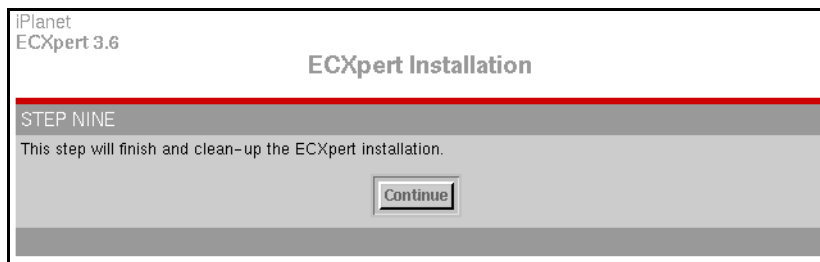 iPlanet
ECXpert 3.6
ECXpert Installation
STEP NINE
This step will finish and clean-up the ECXpert installation.
Continue